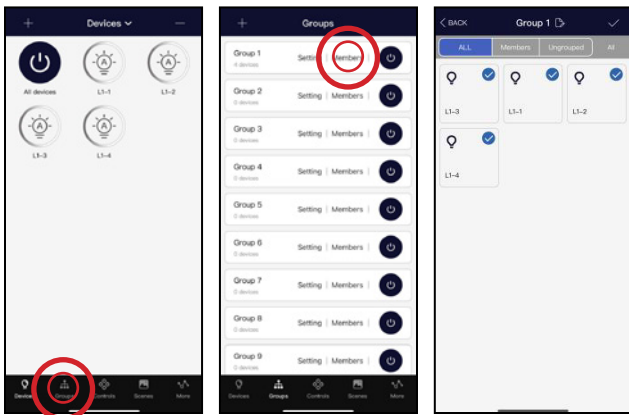 Devices
All devices
L1-1
L1-2
L1-3
L1-4
Devices
Groups
Controls
Scenes
More
Groups
Group 1
4 devices
Setting | Members |
Group 2
0 devices
Setting | Members |
Group 3
0 devices
Setting | Members |
Group 4
0 devices
Setting | Members |
Group 5
0 devices
Setting | Members |
Group 6
0 devices
Setting | Members |
Group 7
0 devices
Setting | Members |
Group 8
0 devices
Setting | Members |
Group 9
0 devices
Setting | Members |
Devices
Groups
Controls
Scenes
More
< BACK
Group 1
ALL
Members
Ungrouped
All
L1-3
L1-1
L1-2
L1-4